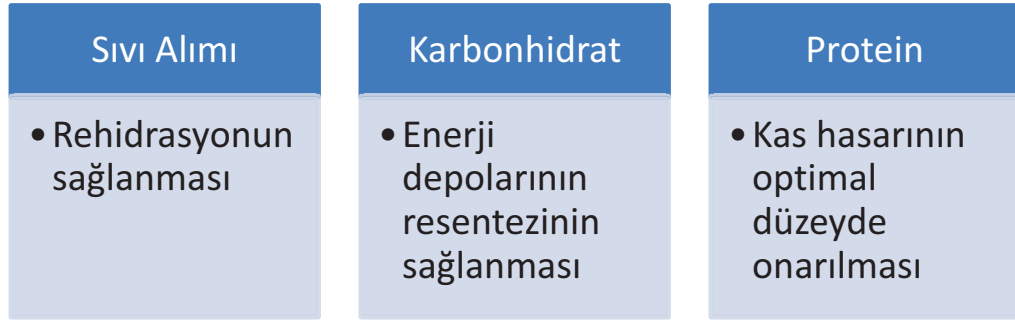 Sıvı Alımı
• Rehidrasyonun
sağlanması
Karbonhidrat
• Enerji
depolarının
resentezinin
sağlanması
Protein
• Kas hasarının
optimal
düzeyde
onarılması